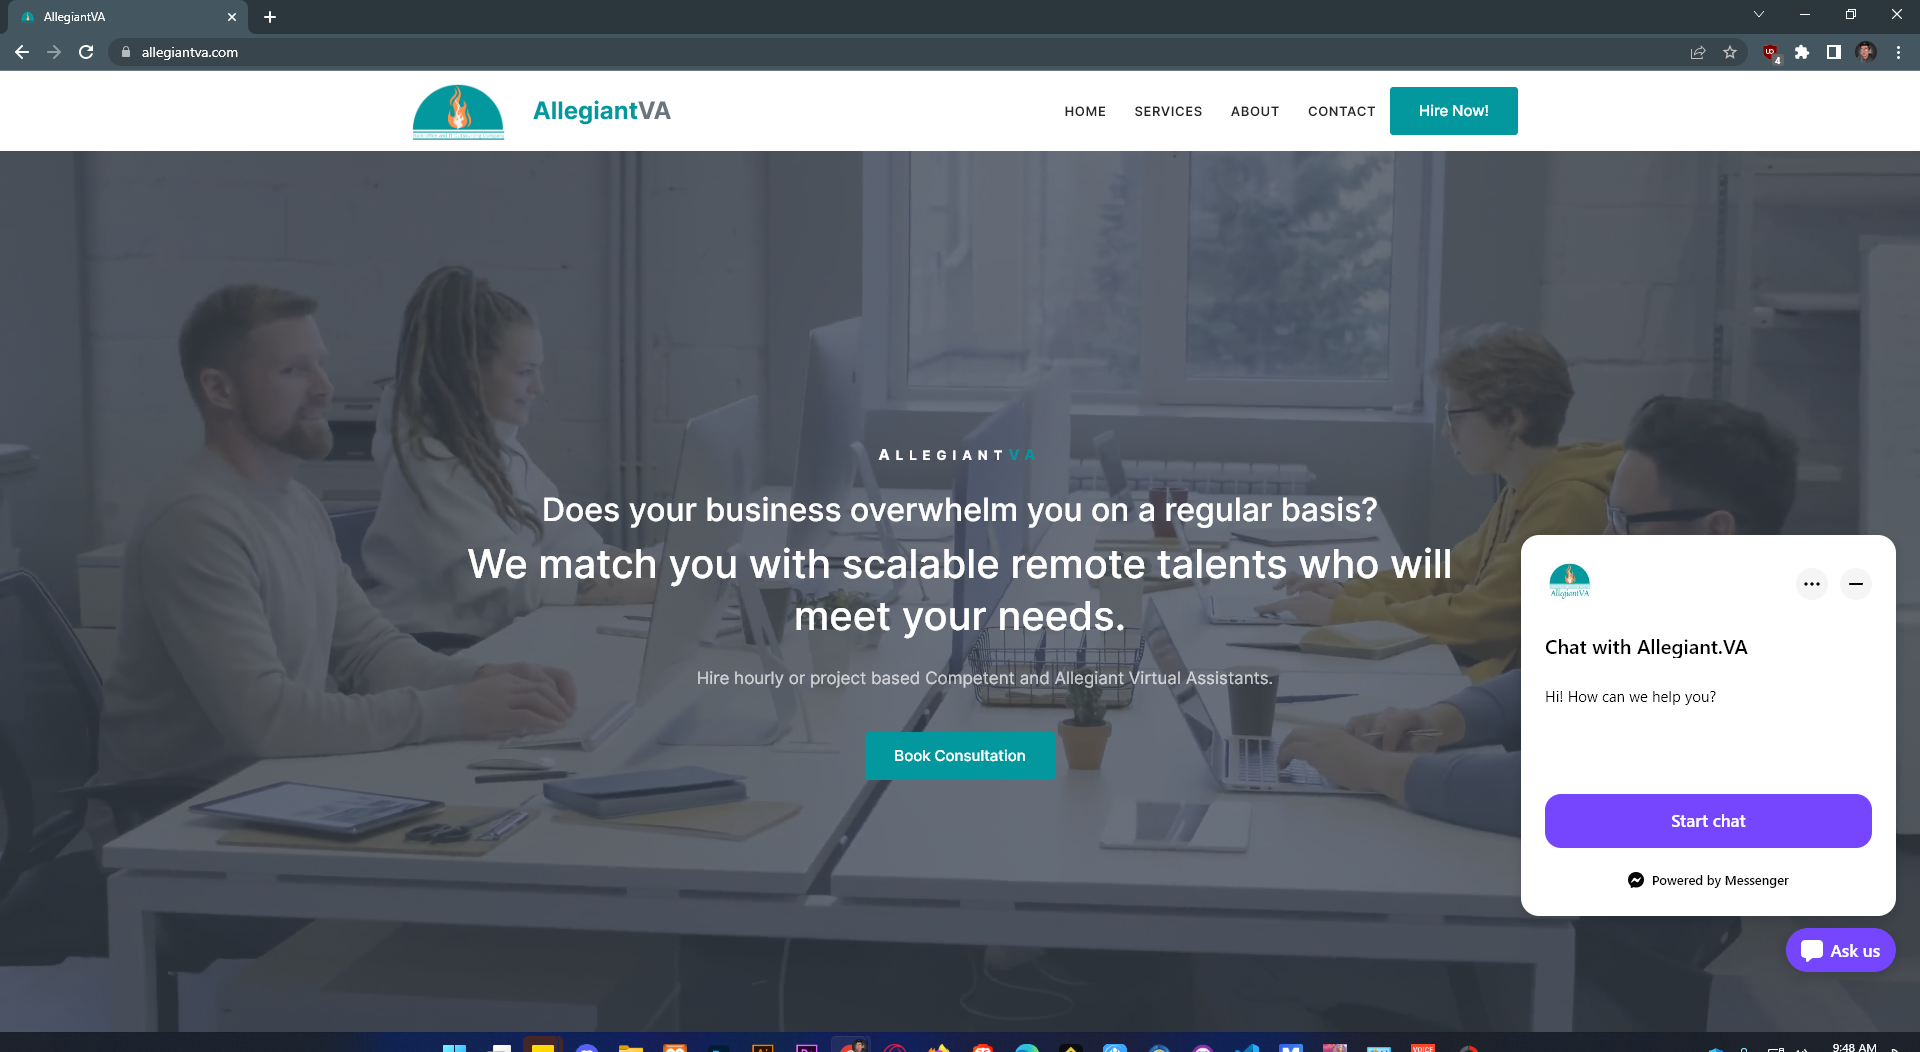 AllegiantVA
allegiantva.com
4
AllegiantVA
HOME
SERVICES
ABOUT
CONTACT
Hire Now!
ALLEGIANTVA
Does your business overwhelm you on a regular basis?
We match you with scalable remote talents who will
meet your needs.
Hire hourly or project based Competent and Allegiant Virtual Assistants.
Book Consultation
AllegiantVA
Chat with Allegiant.VA
Hi! How can we help you?
Start chat
Powered by Messenger
Ask us
VOICE
9:48 AM